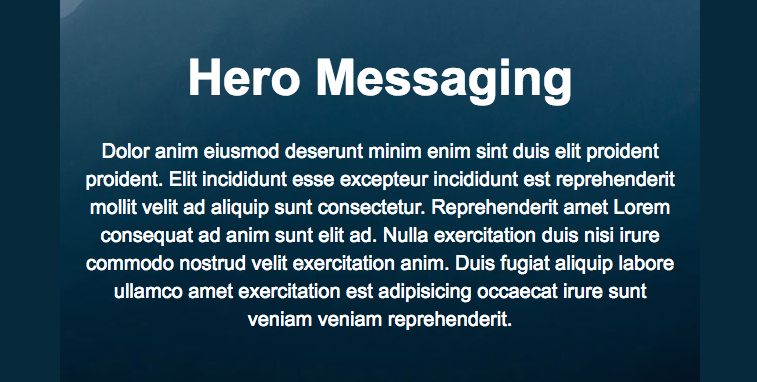 Hero Messaging
Dolor anim eiusmod deserunt minim enim sint duis elit proident
proident. Elit incididunt esse excepteur incididunt est reprehenderit
mollit velit ad aliquip sunt consectetur. Reprehenderit amet Lorem
consequat ad anim sunt elit ad. Nulla exercitation duis nisi irure
commodo nostrud velit exercitation anim. Duis fugiat aliquip labore
ullamco amet exercitation est adipisicing occaecat irure sunt
veniam veniam reprehenderit.